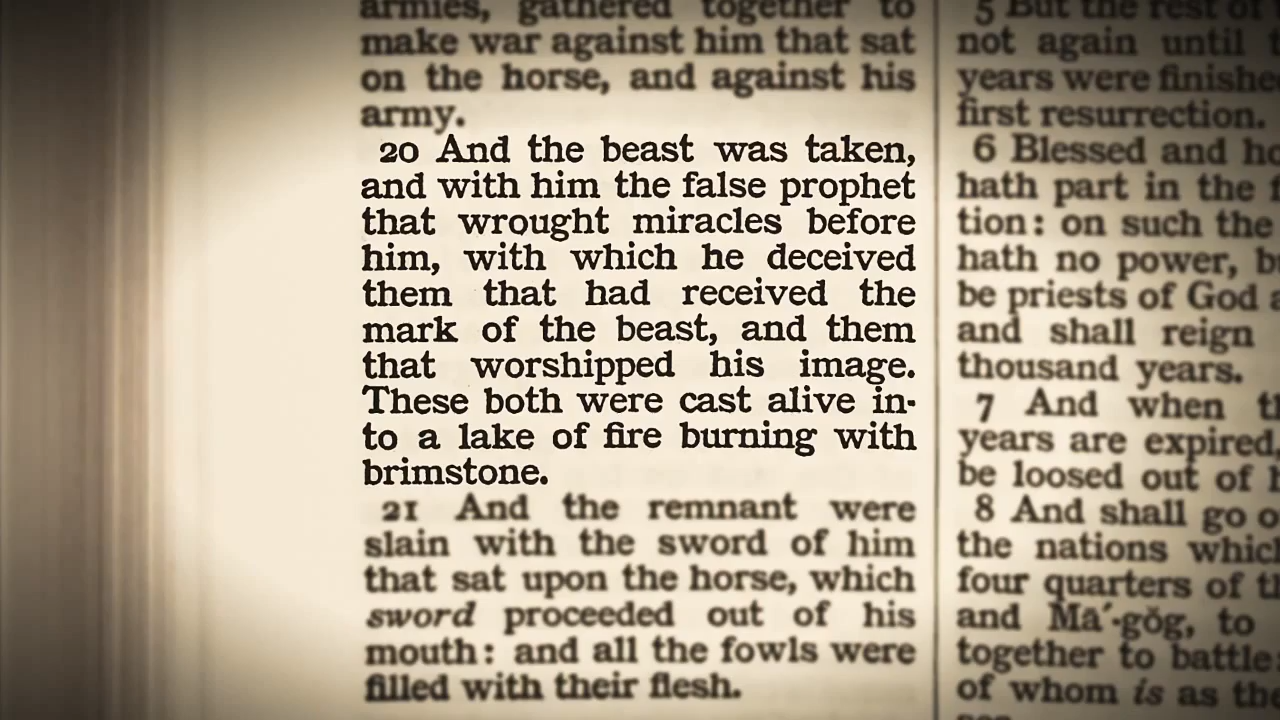 armies, gathered together to
make war against him that sat
on the horse, and against his
army.
20 And the beast was taken,
and with him the false prophet
that wrought miracles before
him, with which he deceived
them that had received the
mark of the beast, and them
that worshipped his image.
These both were cast alive in-
to a lake of fire burning with
brimstone.
21 And the remnant were
slain with the sword of him
that sat upon the horse, which
sword proceeded out of his
mouth: and all the fowls were
filled with their flesh.
5 But the rest of
not again until
years were finishe
first resurrection.
6 Blessed and ho
hath part in the
tion: on such the
hath no power, b
be priests of God a
and shall reign
thousand years.
7 And when th
years are expired,
be loosed out of h
8 And shall go o
the nations which
four quarters of th
and Mā´-gŏg, to
together to battle
of whom is as the